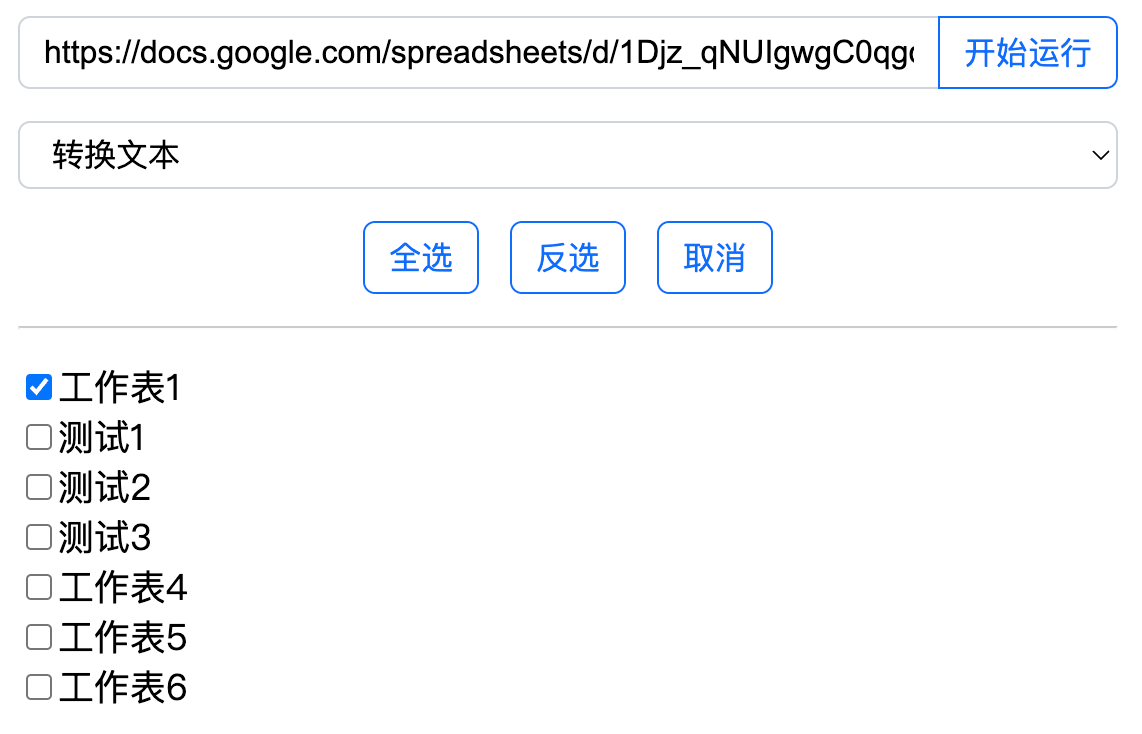 https://docs.google.com/spreadsheets/d/1Djz_qNUIgwgC0qg 开始运行
转换文本
全选 反选 取消
工作表1
测试1
测试2
测试3
工作表4
工作表5
工作表6